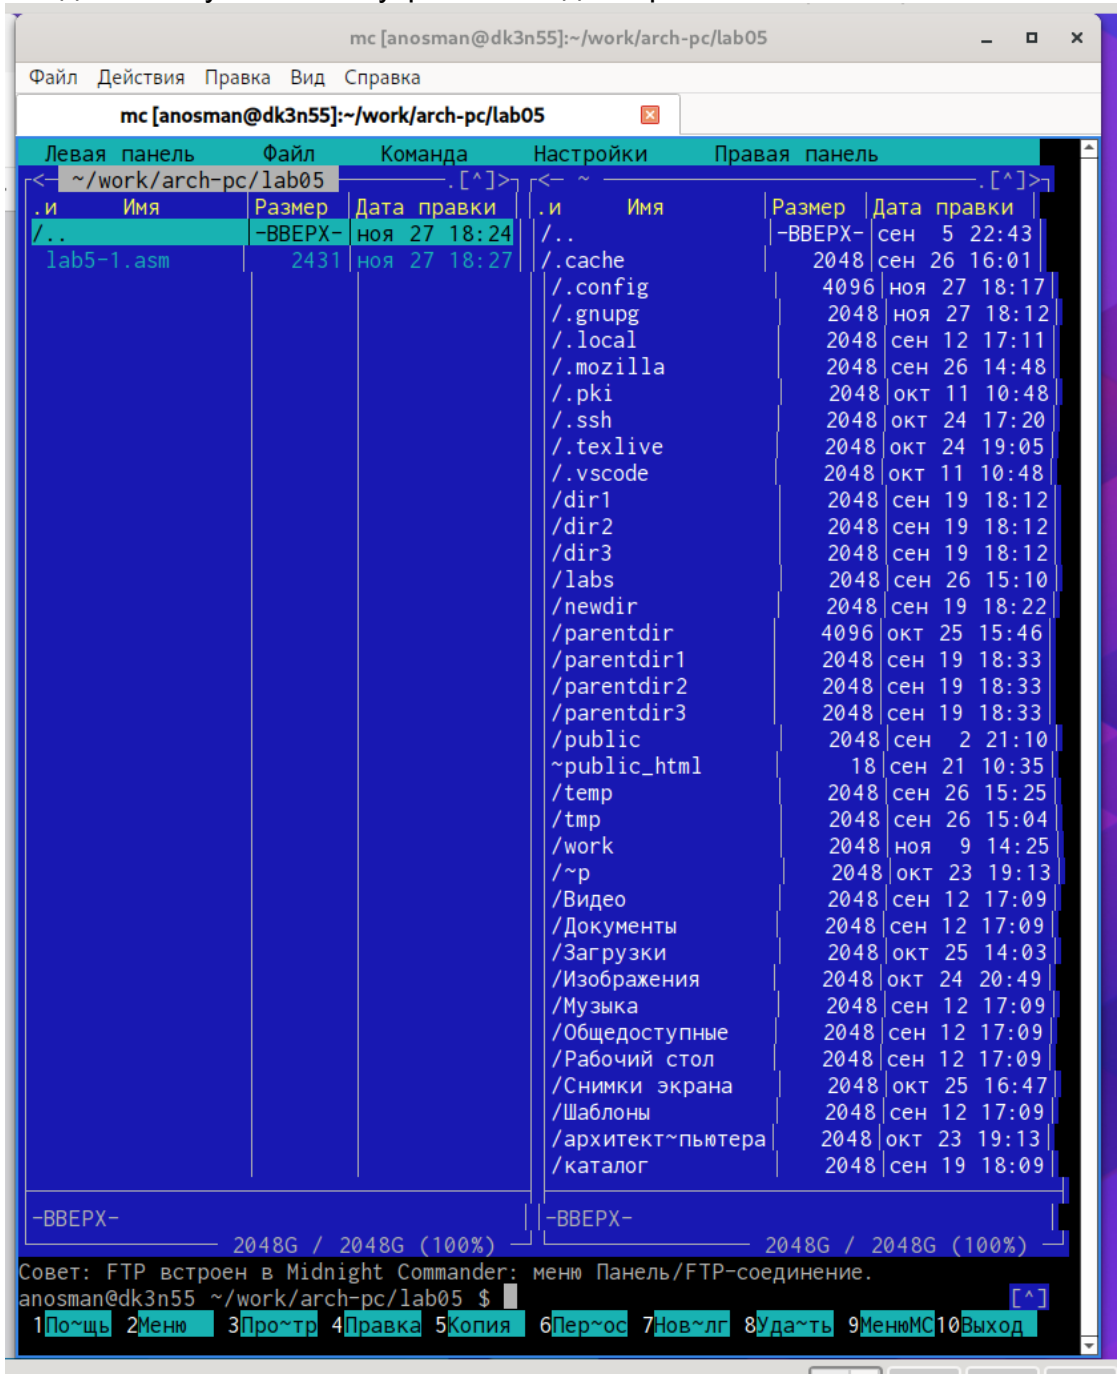 mc [anosman@dk3n55]:~/work/arch-pc/lab05
Файл Действия Правка Вид Справка
mc [anosman@dk3n55]:~/work/arch-pc/lab05
Левая панель Файл Команда Настройки Правая панель
<— ~/work/arch-pc/lab05 .[^]> <— ~ .[^]>
.и Имя Размер Дата правки .и Имя Размер Дата правки
/.. -ВВЕРХ- ноя 27 18:24 /.. -ВВЕРХ- сен 5 22:43
lab5-1.asm 2431 ноя 27 18:27 /.cache 2048 сен 26 16:01
/.config 4096 ноя 27 18:17
/.gnupg 2048 ноя 27 18:12
/.local 2048 сен 12 17:11
/.mozilla 2048 сен 26 14:48
/.pki 2048 окт 11 10:48
/.ssh 2048 окт 24 17:20
/.texlive 2048 окт 24 19:05
/.vscode 2048 окт 11 10:48
/dir1 2048 сен 19 18:12
/dir2 2048 сен 19 18:12
/dir3 2048 сен 19 18:12
/labs 2048 сен 26 15:10
/newdir 2048 сен 19 18:22
/parentdir 4096 окт 25 15:46
/parentdir1 2048 сен 19 18:33
/parentdir2 2048 сен 19 18:33
/parentdir3 2048 сен 19 18:33
/public 2048 сен 2 21:10
~public_html 18 сен 21 10:35
/temp 2048 сен 26 15:25
/tmp 2048 сен 26 15:04
/work 2048 ноя 9 14:25
/~p 2048 окт 23 19:13
/Видео 2048 сен 12 17:09
/Документы 2048 сен 12 17:09
/Загрузки 2048 окт 25 14:03
/Изображения 2048 окт 24 20:49
/Музыка 2048 сен 12 17:09
/Общедоступные 2048 сен 12 17:09
/Рабочий стол 2048 сен 12 17:09
/Снимки экрана 2048 окт 25 16:47
/Шаблоны 2048 сен 12 17:09
/архитект~пьютера 2048 окт 23 19:13
/каталог 2048 сен 19 18:09
-ВВЕРХ- -ВВЕРХ-
2048G / 2048G (100%) 2048G / 2048G (100%)
Совет: FTP встроен в Midnight Commander: меню Панель/FTP-соединение.
anosman@dk3n55 ~/work/arch-pc/lab05 $ [^]
1По~щь 2Меню 3Про~тр 4Правка 5Копия 6Пер~ос 7Нов~лг 8Уда~ть 9МенюМС 10Выход